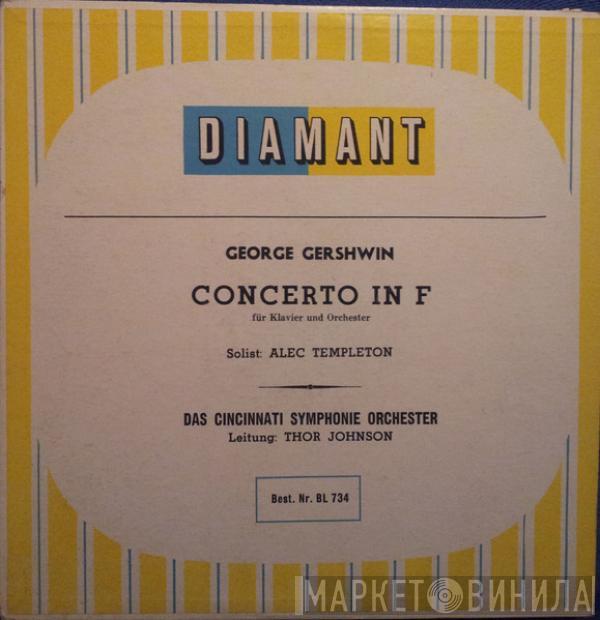 DIAMANT
GEORGE GERSHWIN
CONCERTO IN F
für Klavier und Orchester
Solist: ALEC TEMPLETON
DAS CINCINNATI SYMPHONIE ORCHESTER
Leitung: THOR JOHNSON
Best. Nr. BL 734
МАРКЕТ ВИНИЛА